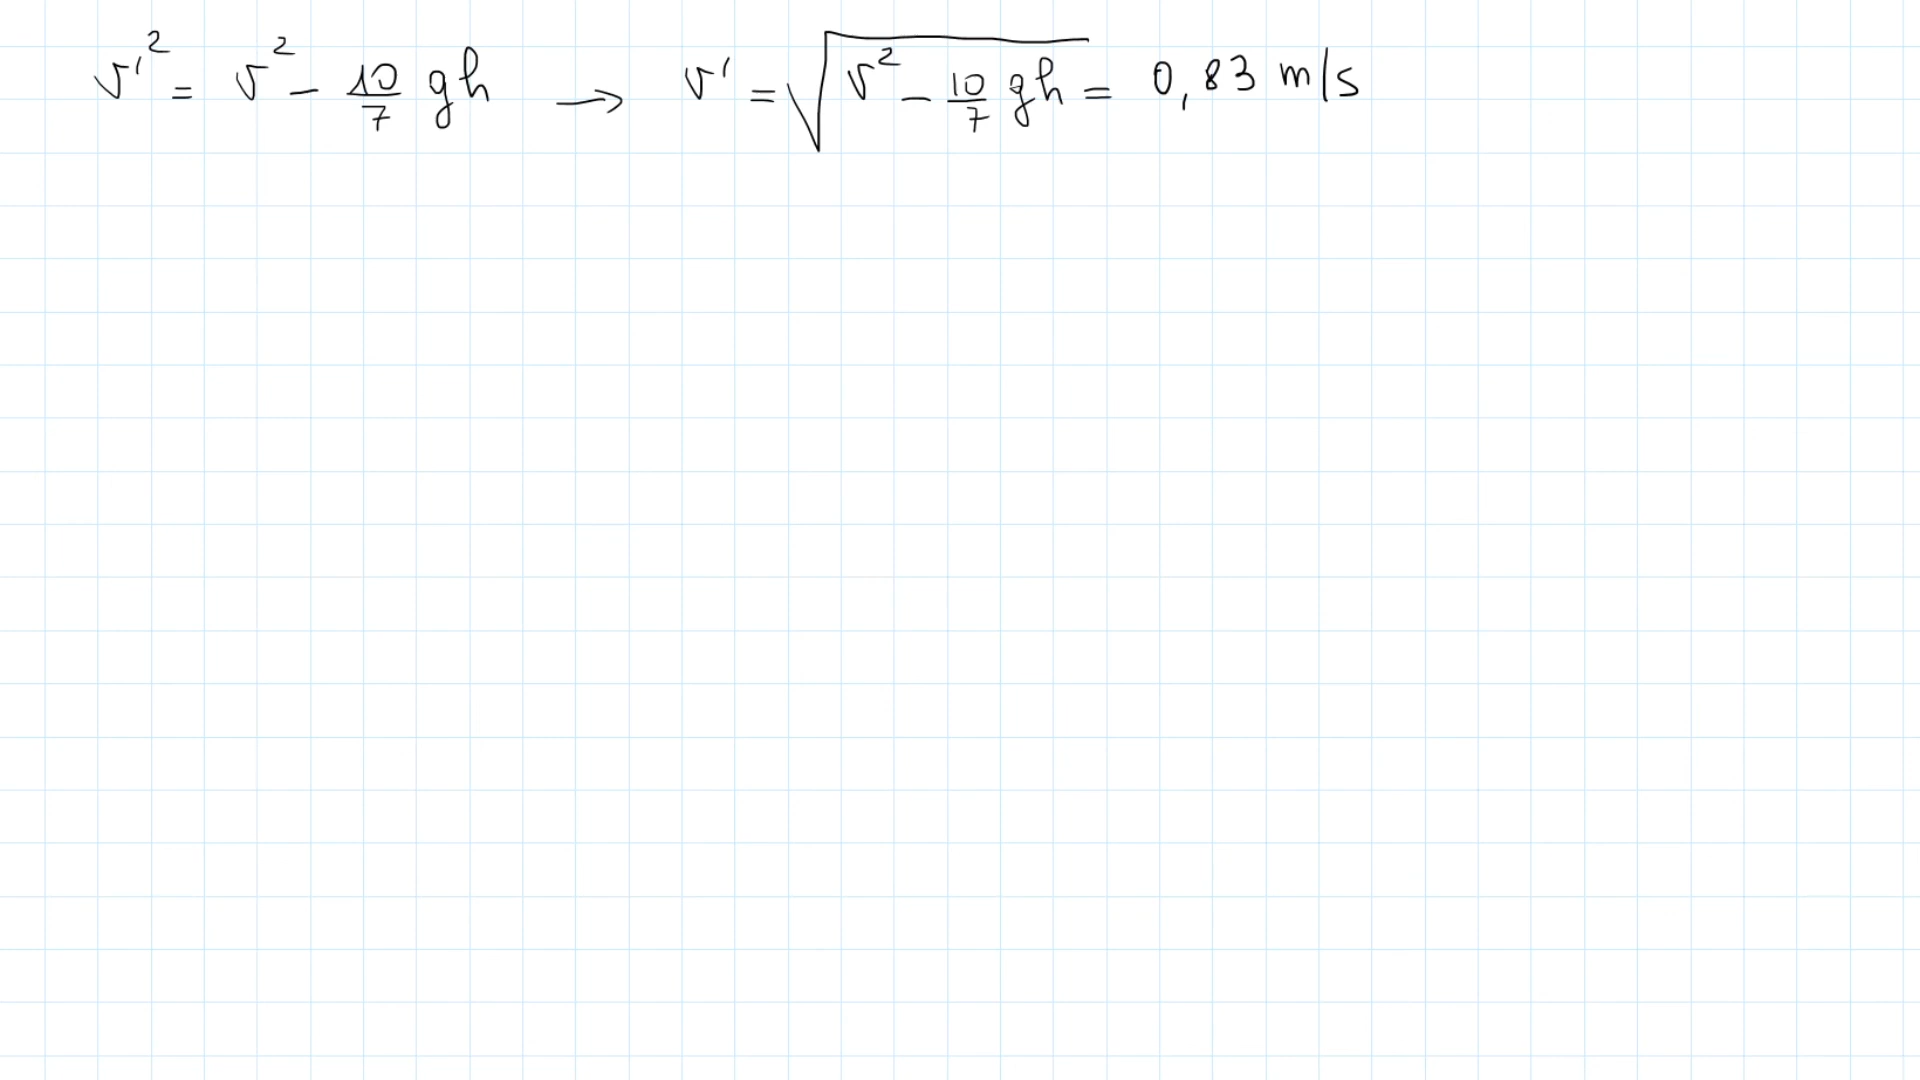 v'² = v² - 10/7 gh → v' = √(v² - 10/7 gh) = 0,83 m/s